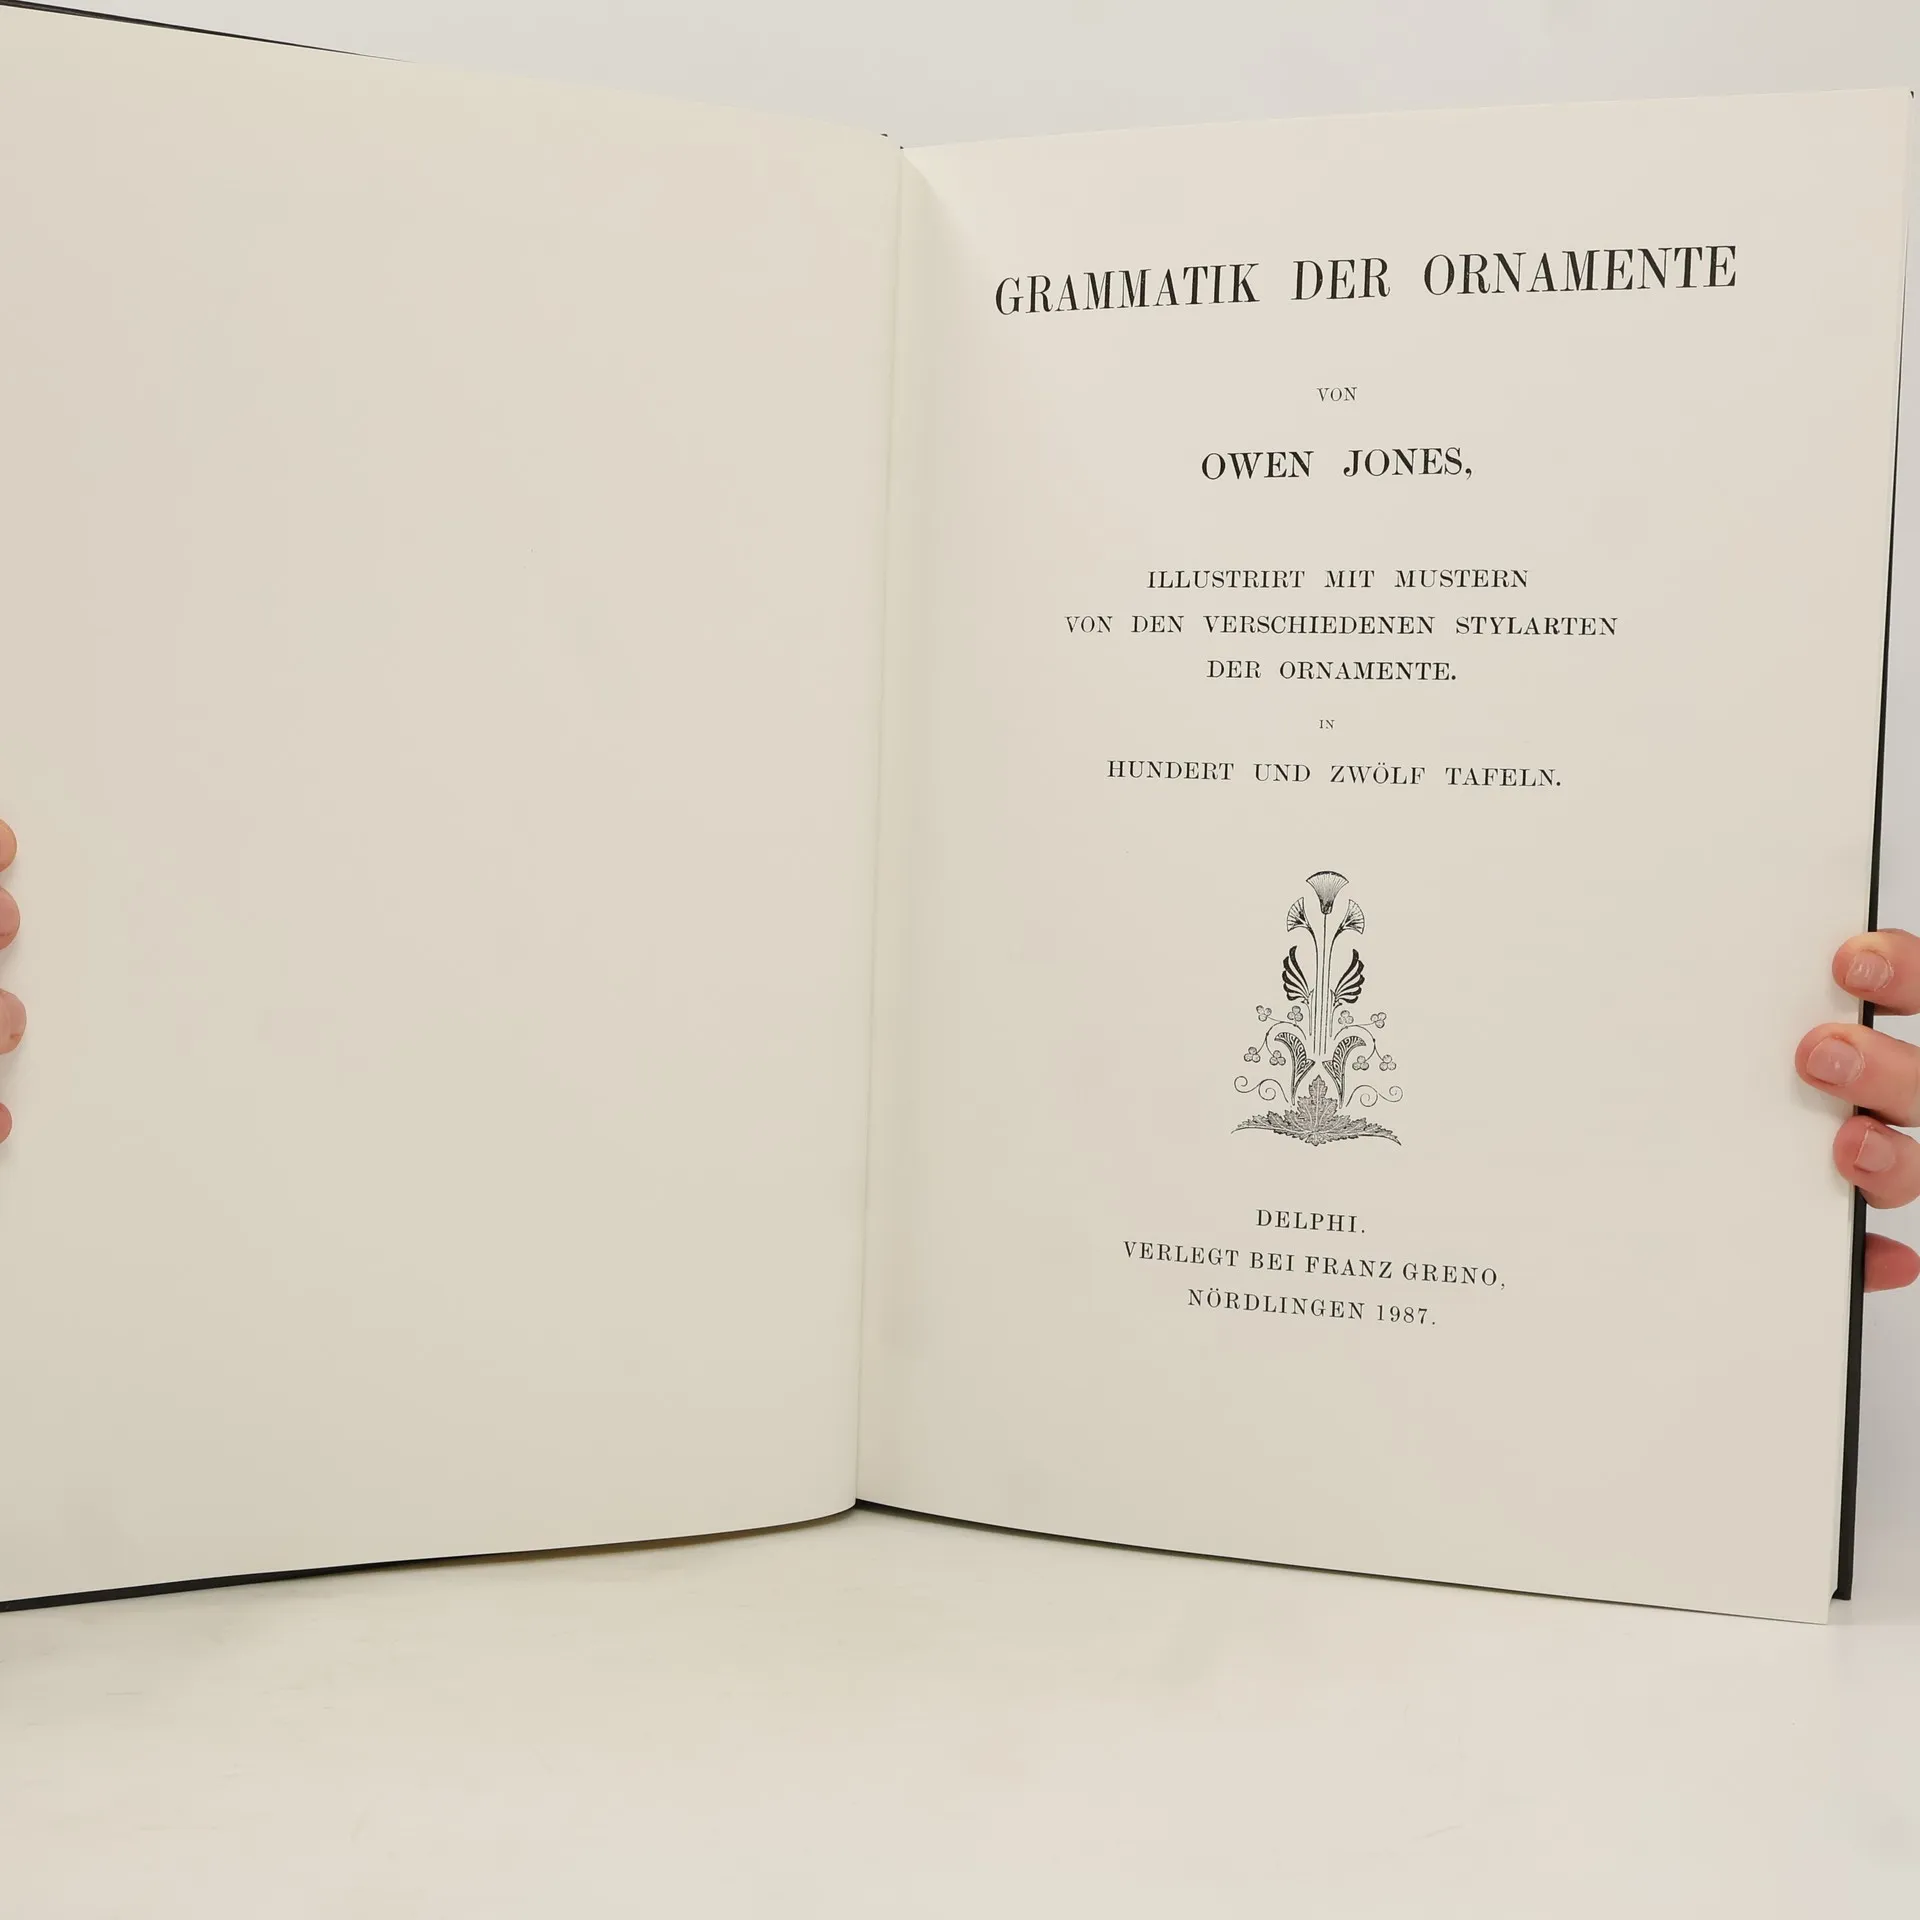 GRAMMATIK DER ORNAMENTE
VON
OWEN JONES,
ILLUSTRIRT MIT MUSTERN
VON DEN VERSCHIEDENEN STYLARTEN
DER ORNAMENTE.
IN
HUNDERT UND ZWÖLF TAFELN.
DELPHI.
VERLEGT BEI FRANZ GRENO,
NÖRDLINGEN 1987.